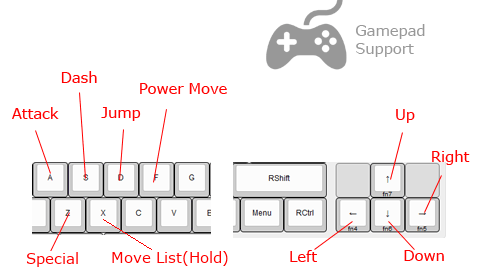 Gamepad
Support
Dash
Power Move
Attack
Jump
Up
Right
A
S
D
F
G
RShift
↑
fn7
Z
X
C
V
Menu
RCtrl
←
fn4
↓
fn6
→
fn5
Special
Move List(Hold)
Left
Down